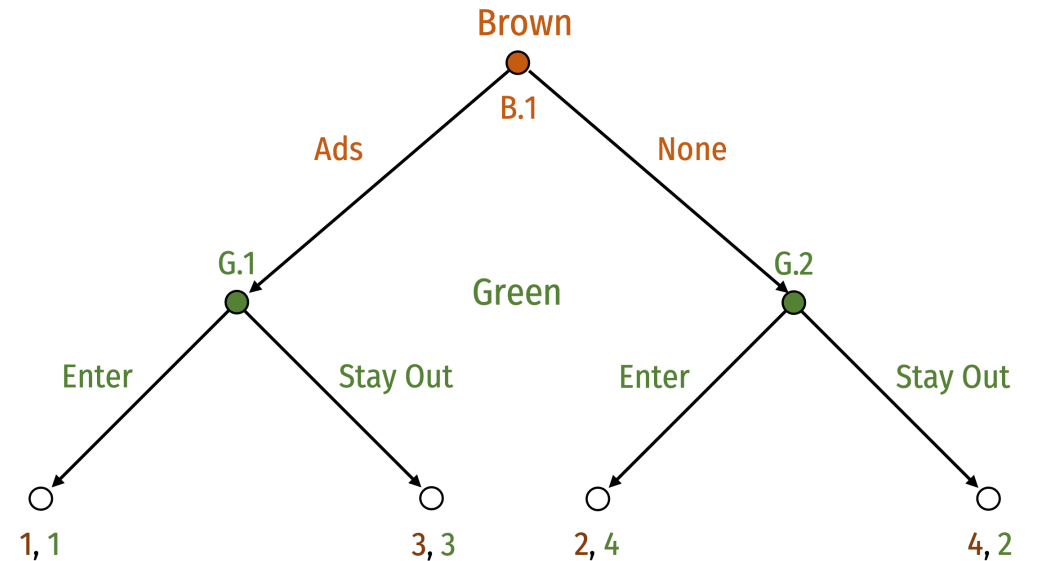 Brown
B.1
Ads
None
G.1
G.2
Green
Enter
Stay Out
Enter
Stay Out
1, 1
3, 3
2, 4
4, 2